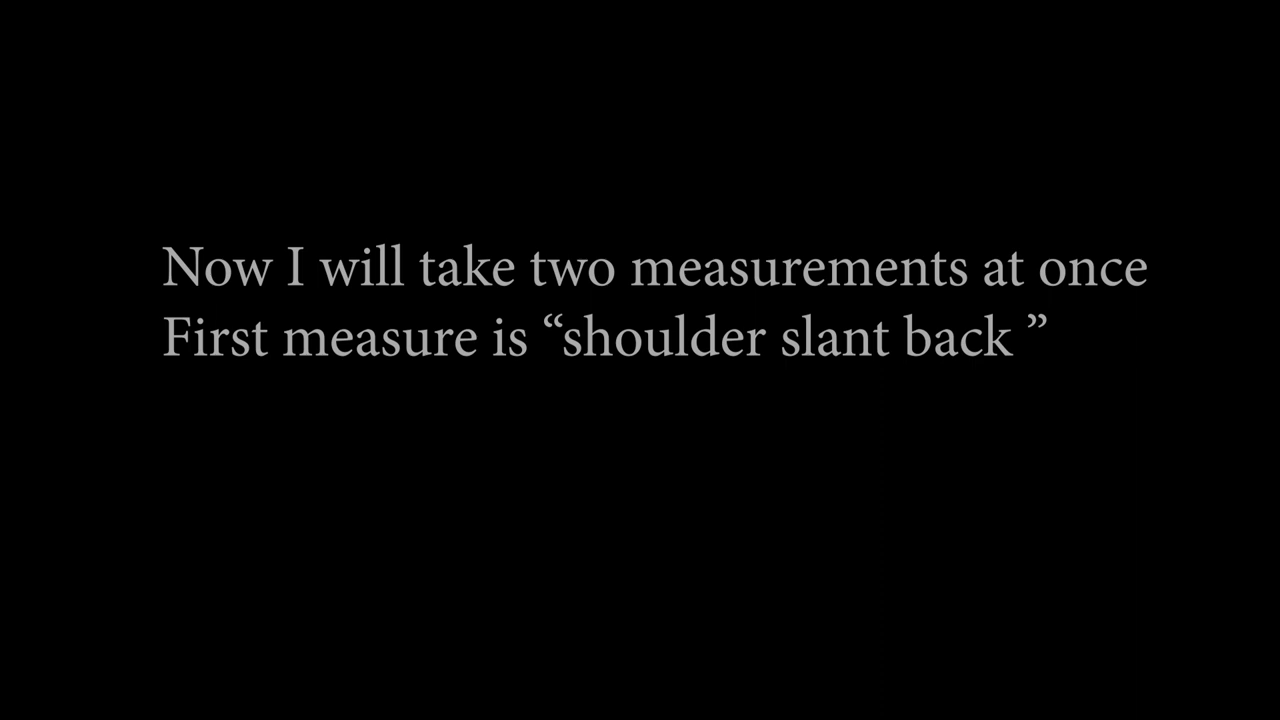 Now I will take two measurements at once
First measure is “shoulder slant back ”